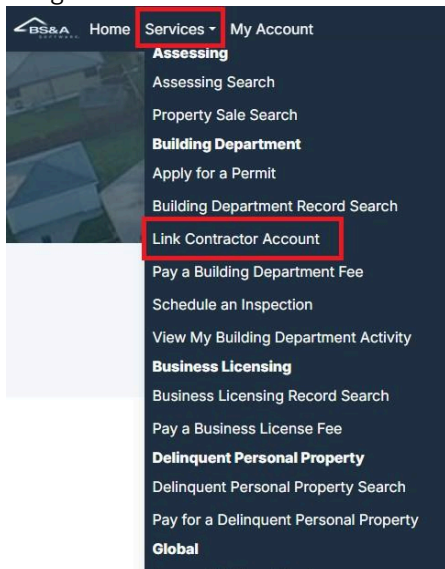 BS&A SOFTWARE Home Services My Account
Assessing
Assessing Search
Property Sale Search
Building Department
Apply for a Permit
Building Department Record Search
Link Contractor Account
Pay a Building Department Fee
Schedule an Inspection
View My Building Department Activity
Business Licensing
Business Licensing Record Search
Pay a Business License Fee
Delinquent Personal Property
Delinquent Personal Property Search
Pay for a Delinquent Personal Property
Global